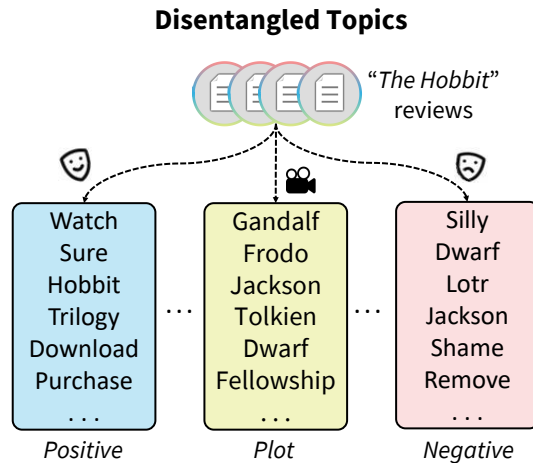 Disentangled Topics
“The Hobbit”
reviews
Watch
Sure
Hobbit
Trilogy
Download
Purchase
. . .
Positive
. . .
Gandalf
Frodo
Jackson
Tolkien
Dwarf
Fellowship
. . .
Plot
. . .
Silly
Dwarf
Lotr
Jackson
Shame
Remove
. . .
Negative